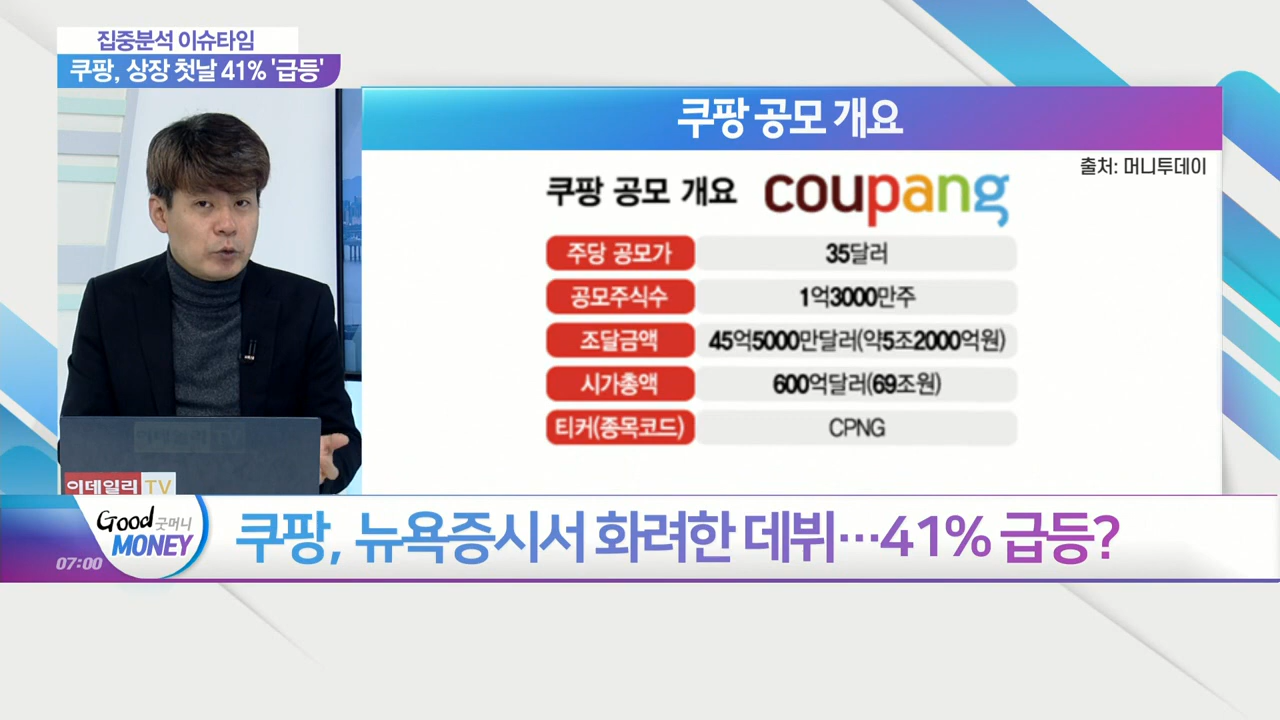 집중분석 이슈타임
쿠팡, 상장 첫날 41% '급등'
쿠팡 공모 개요
출처: 머니투데이
쿠팡 공모 개요 coupang
주당 공모가 35달러
공모주식수 1억3000만주
조달금액 45억5000만달러(약5조2000억원)
시가총액 600억달러(69조원)
티커(종목코드) CPNG
이데일리 TV
이데일리 TV
Good 굿머니
MONEY
07:00
쿠팡, 뉴욕증시서 화려한 데뷔…41% 급등?